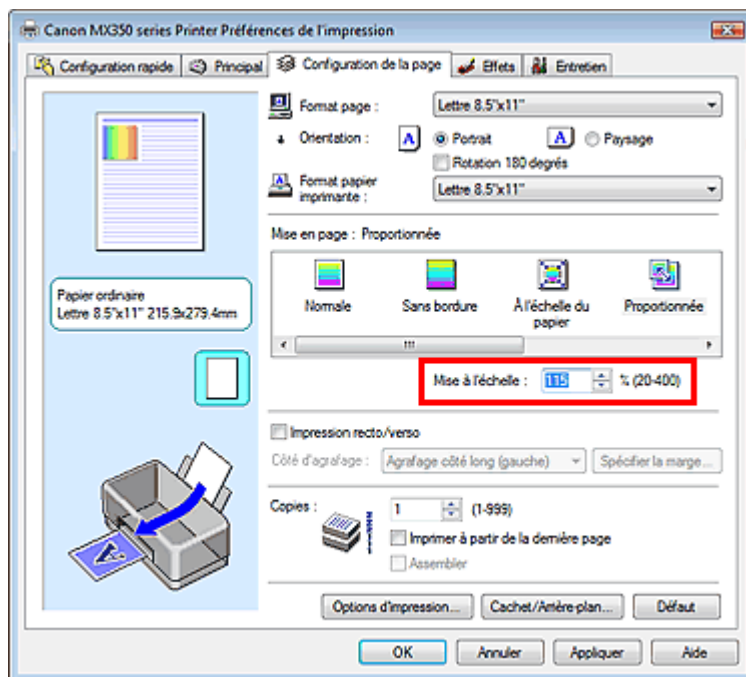 Canon MX350 series Printer Préférences de l'impression
Configuration rapide Principal Configuration de la page Effets Entretien
Format page : Lettre 8.5"x11"
Orientation : A Portrait A Paysage
Rotation 180 degrés
Format papier imprimante : Lettre 8.5"x11"
Mise en page : Proportionnée
Normale Sans bordure À l'échelle du papier Proportionnée
Papier ordinaire
Lettre 8.5"x11" 215,9x279,4mm
Mise à l'échelle : 115 % (20-400)
Impression recto/verso
Côté d'agrafage : Agrafage côté long (gauche) Spécifier la marge...
Copies : 1 (1-999)
Imprimer à partir de la dernière page
Assembler
Options d'impression... Cachet/Arrière-plan... Défaut
OK Annuler Appliquer Aide